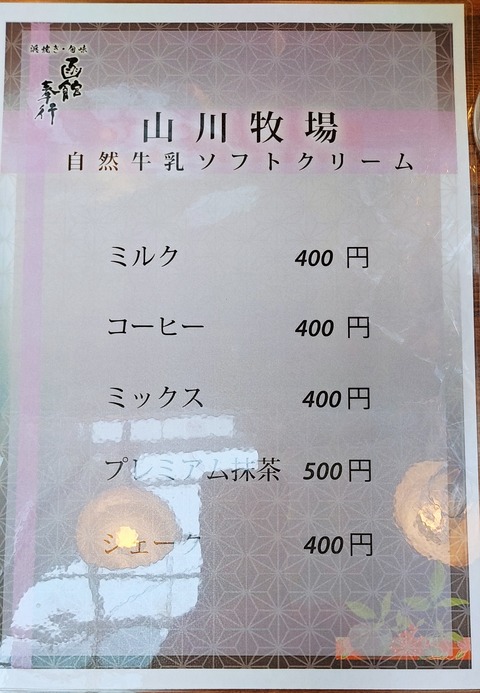 浜焼き・旨味
函館
奉行
山川牧場
自然牛乳ソフトクリーム
ミルク 400 円
コーヒー 400 円
ミックス 400 円
プレミアム抹茶 500 円
シェーク 400 円